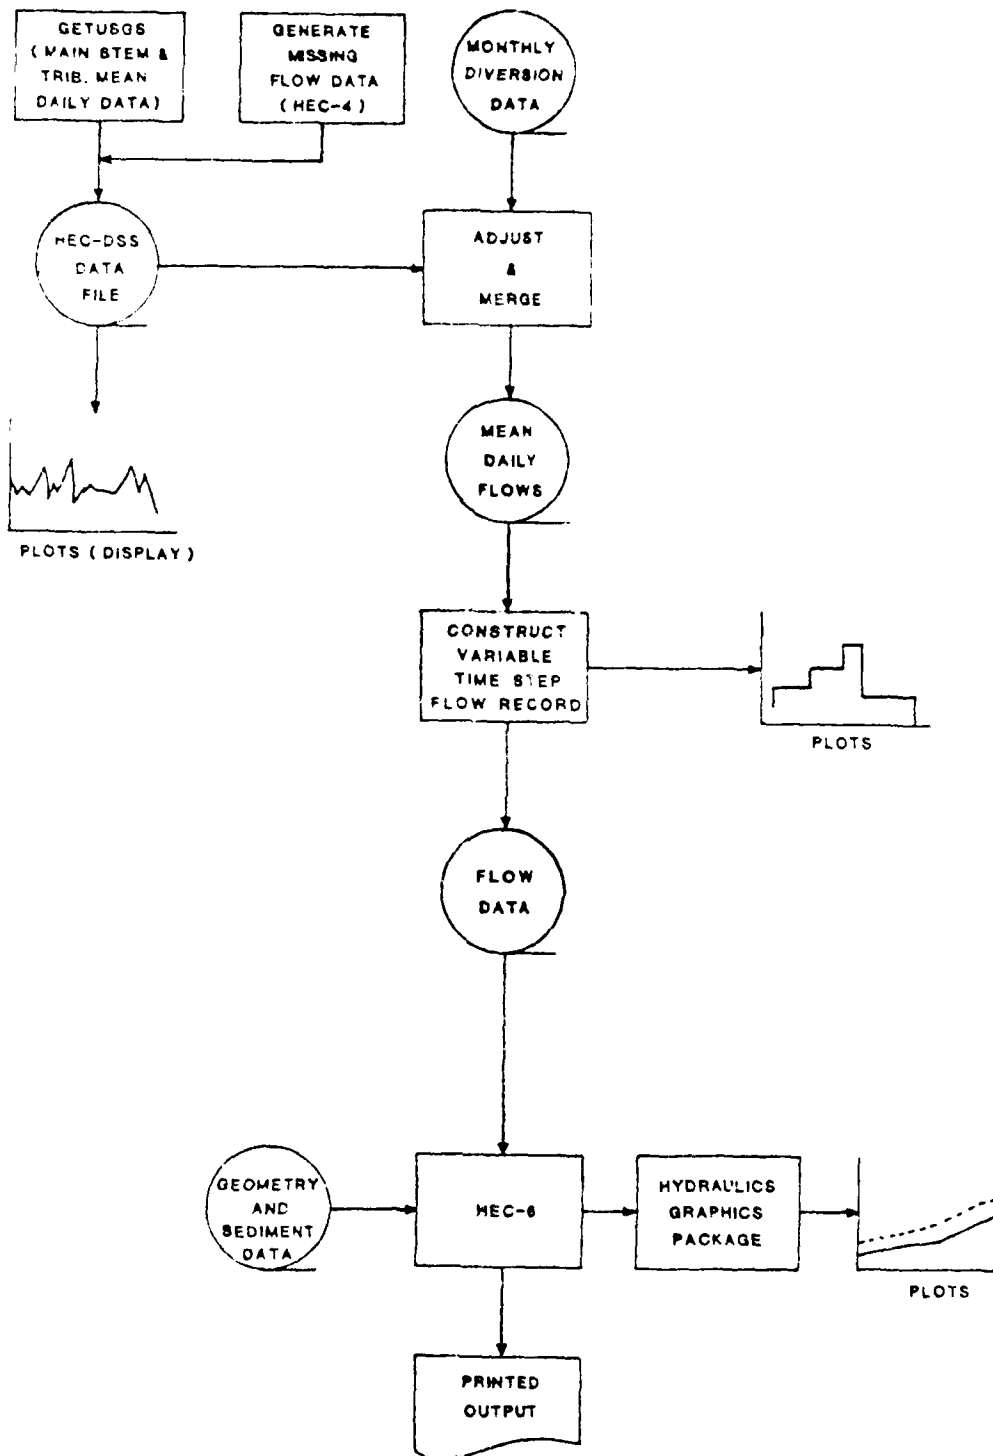 GETUSGS
( MAIN STEM &
TRIB. MEAN
DAILY DATA)
GENERATE
MISSING
FLOW DATA
( HEC-4 )
MONTHLY
DIVERSION
DATA
HEC-DSS
DATA
FILE
ADJUST
&
MERGE
MEAN
DAILY
FLOWS
PLOTS ( DISPLAY )
CONSTRUCT
VARIABLE
TIME STEP
FLOW RECORD
PLOTS
FLOW
DATA
GEOMETRY
AND
SEDIMENT
DATA
HEC-6
HYDRAULICS
GRAPHICS
PACKAGE
PLOTS
PRINTED
OUTPUT